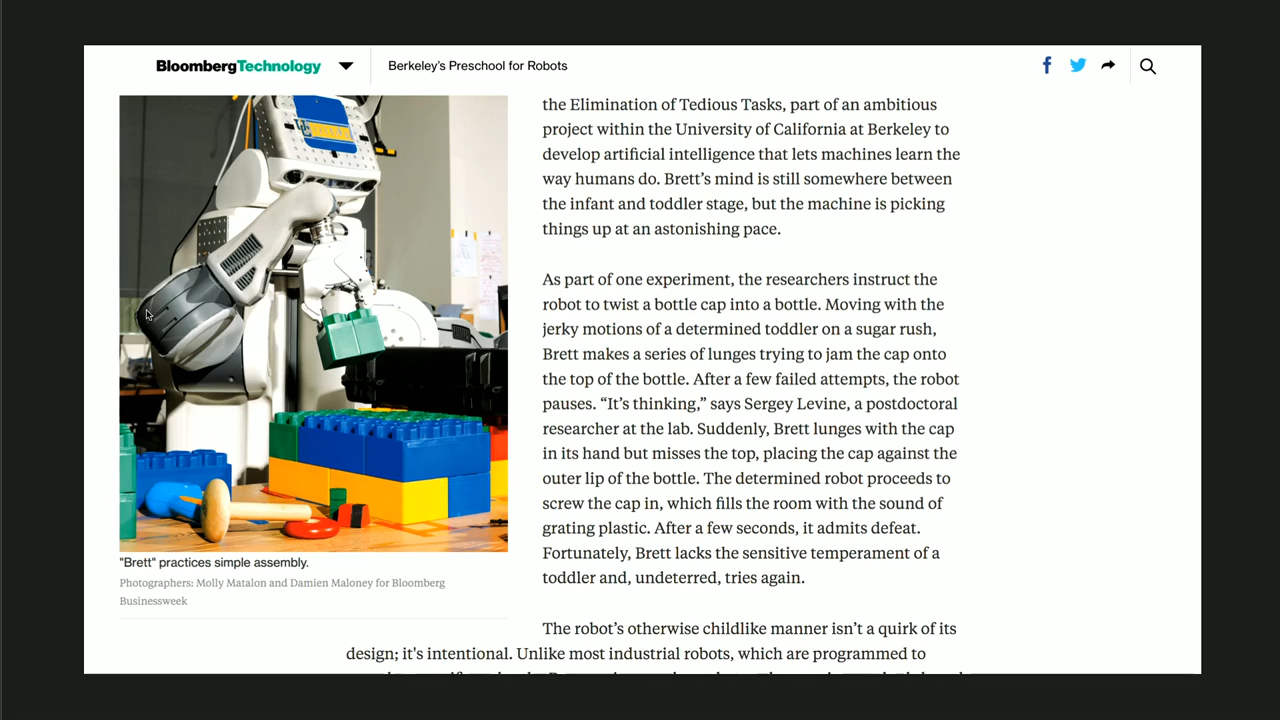 BloombergTechnology
Berkeley's Preschool for Robots
the Elimination of Tedious Tasks, part of an ambitious
project within the University of California at Berkeley to
develop artificial intelligence that lets machines learn the
way humans do. Brett’s mind is still somewhere between
the infant and toddler stage, but the machine is picking
things up at an astonishing pace.
As part of one experiment, the researchers instruct the
robot to twist a bottle cap into a bottle. Moving with the
jerky motions of a determined toddler on a sugar rush,
Brett makes a series of lunges trying to jam the cap onto
the top of the bottle. After a few failed attempts, the robot
pauses. “It’s thinking,” says Sergey Levine, a postdoctoral
researcher at the lab. Suddenly, Brett lunges with the cap
in its hand but misses the top, placing the cap against the
outer lip of the bottle. The determined robot proceeds to
screw the cap in, which fills the room with the sound of
grating plastic. After a few seconds, it admits defeat.
Fortunately, Brett lacks the sensitive temperament of a
toddler and, undeterred, tries again.
"Brett" practices simple assembly.
Photographers: Molly Matalon and Damien Maloney for Bloomberg
Businessweek
The robot’s otherwise childlike manner isn’t a quirk of its
design; it's intentional. Unlike most industrial robots, which are programmed to